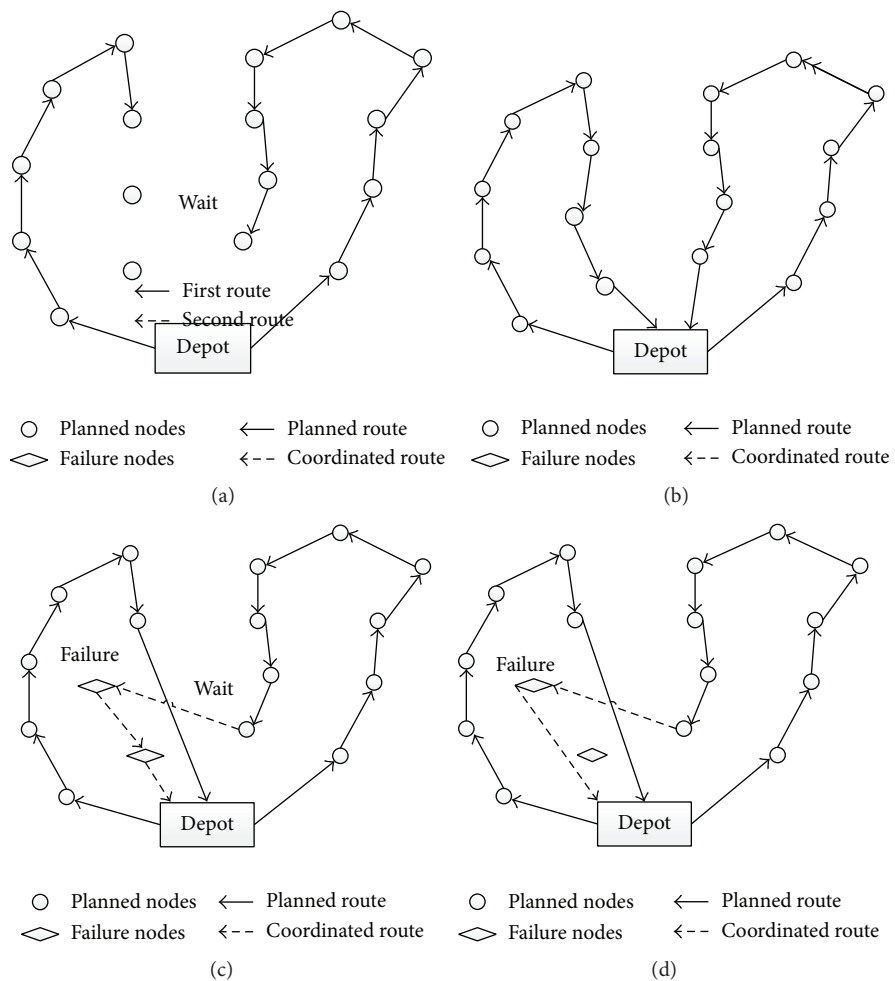 Wait
First route
Second route
Depot
Depot
Planned nodes
Planned route
Failure nodes
Coordinated route
(a)
Planned nodes
Planned route
Failure nodes
Coordinated route
(b)
Failure
Wait
Depot
Failure
Depot
Planned nodes
Planned route
Failure nodes
Coordinated route
(c)
Planned nodes
Planned route
Failure nodes
Coordinated route
(d)